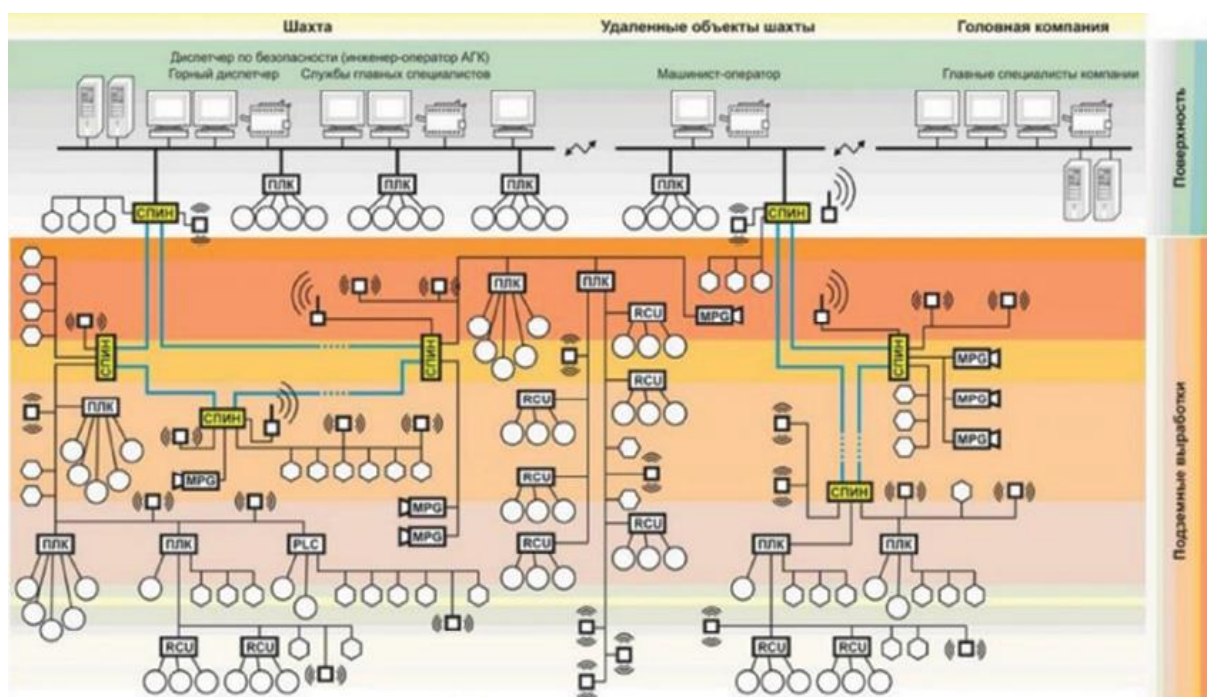 Шахта
Удаленные объекты шахты
Головная компания
Диспетчер по безопасности (инженер-оператор АГК)
Горный диспетчер
Службы главных специалистов
Машинист-оператор
Главные специалисты компании
Поверхность
ПЛК
ПЛК
ПЛК
ПЛК
СПИН
СПИН
ПЛК
ПЛК
RCU
MPG
СПИН
СПИН
СПИН
MPG
ПЛК
RCU
RCU
MPG
СПИН
MPG
MPG
RCU
СПИН
MPG
MPG
RCU
ПЛК
ПЛК
PLC
RCU
ПЛК
ПЛК
RCU
RCU
RCU
RCU
Подземные выработки